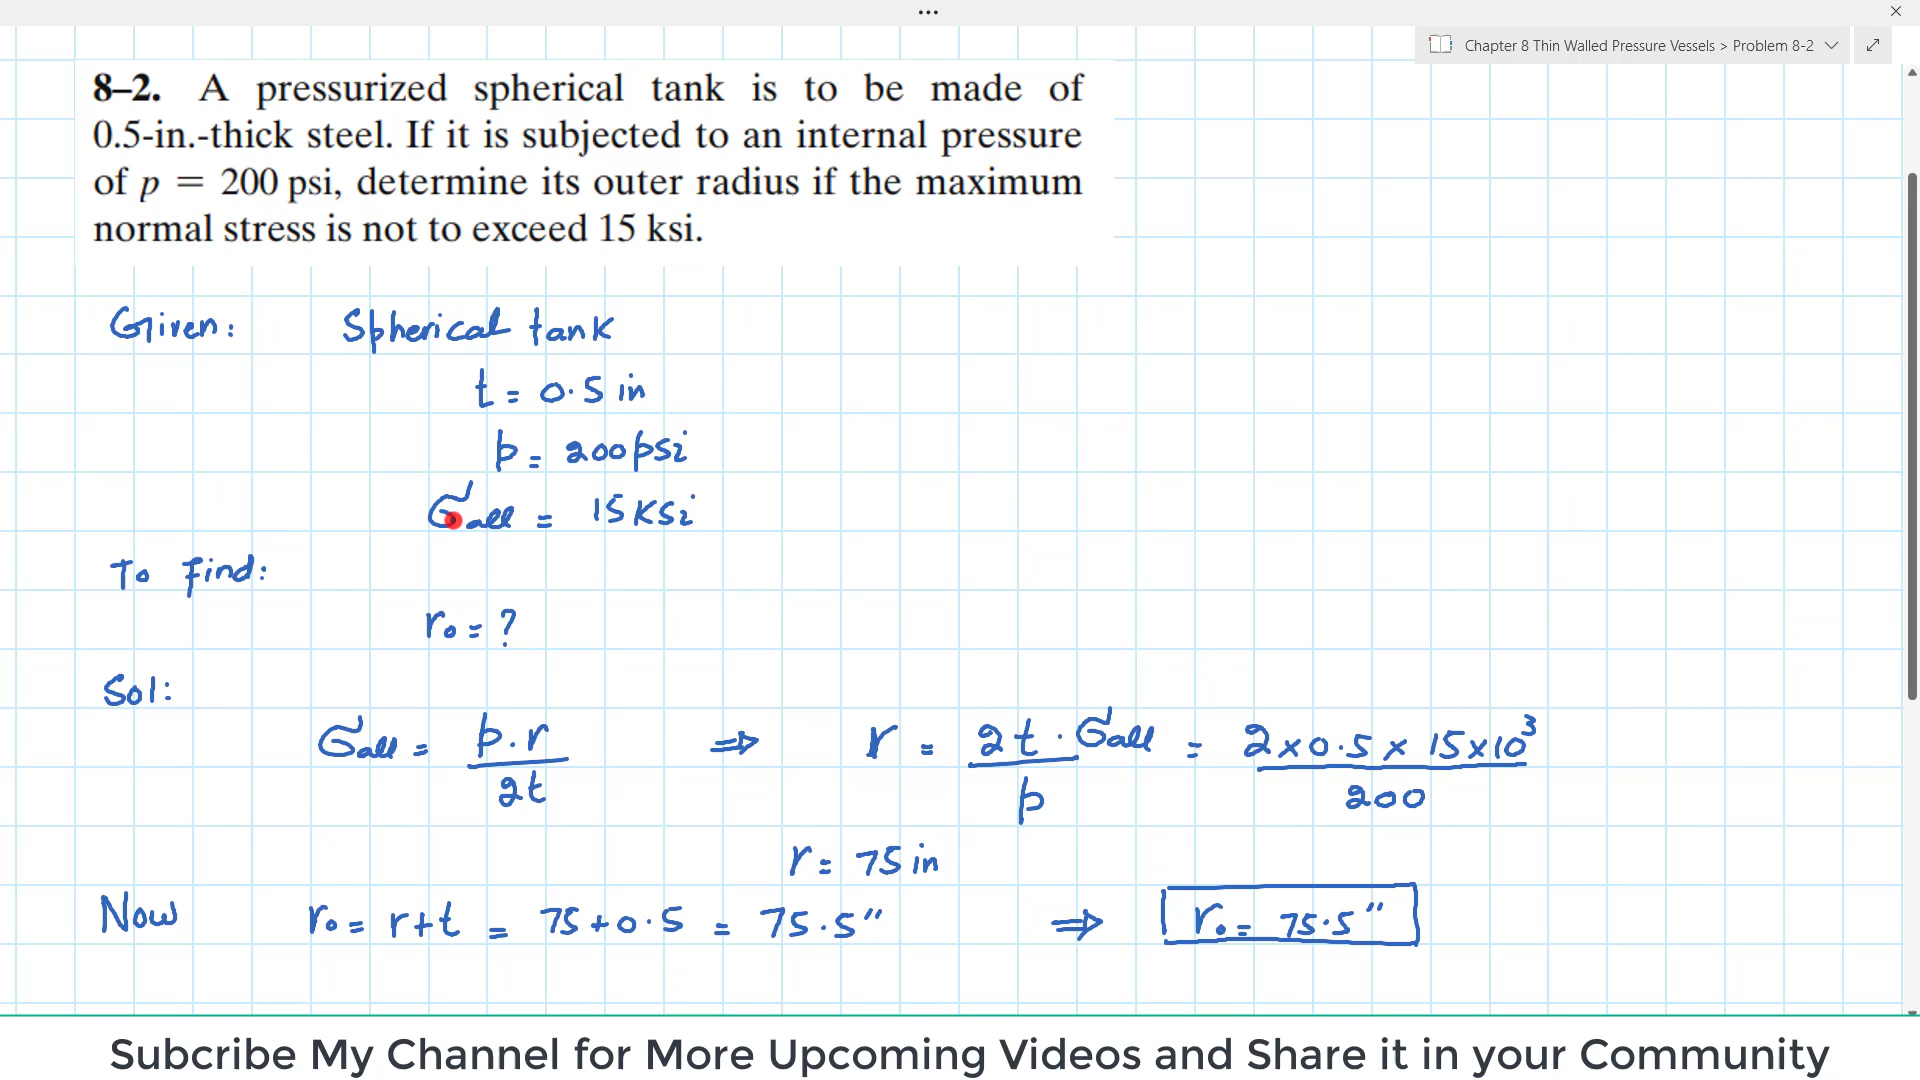 Chapter 8 Thin Walled Pressure Vessels > Problem 8-2
8–2. A pressurized spherical tank is to be made of
0.5-in.-thick steel. If it is subjected to an internal pressure
of p = 200 psi, determine its outer radius if the maximum
normal stress is not to exceed 15 ksi.
Given: Spherical tank
t = 0.5 in
p = 200 psi
σall = 15 Ksi
To find:
r₀ = ?
Sol:
σall = p.r / 2t ⇒ r = 2t.σall / p = 2×0.5×15×10³ / 200
r = 75 in
Now r₀ = r+t = 75+0.5 = 75.5" ⇒ r₀ = 75.5"
Subcribe My Channel for More Upcoming Videos and Share it in your Community